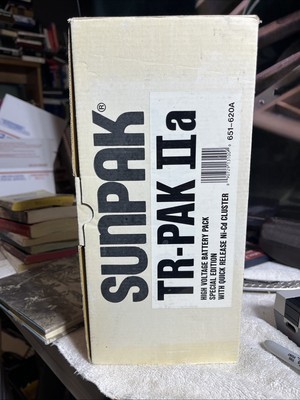 SUNPAK®
TR-PAK IIa
HIGH VOLTAGE BATTERY PACK
SPECIAL EDITION
WITH QUICK RELEASE Ni-Cd CLUSTER
651-620A